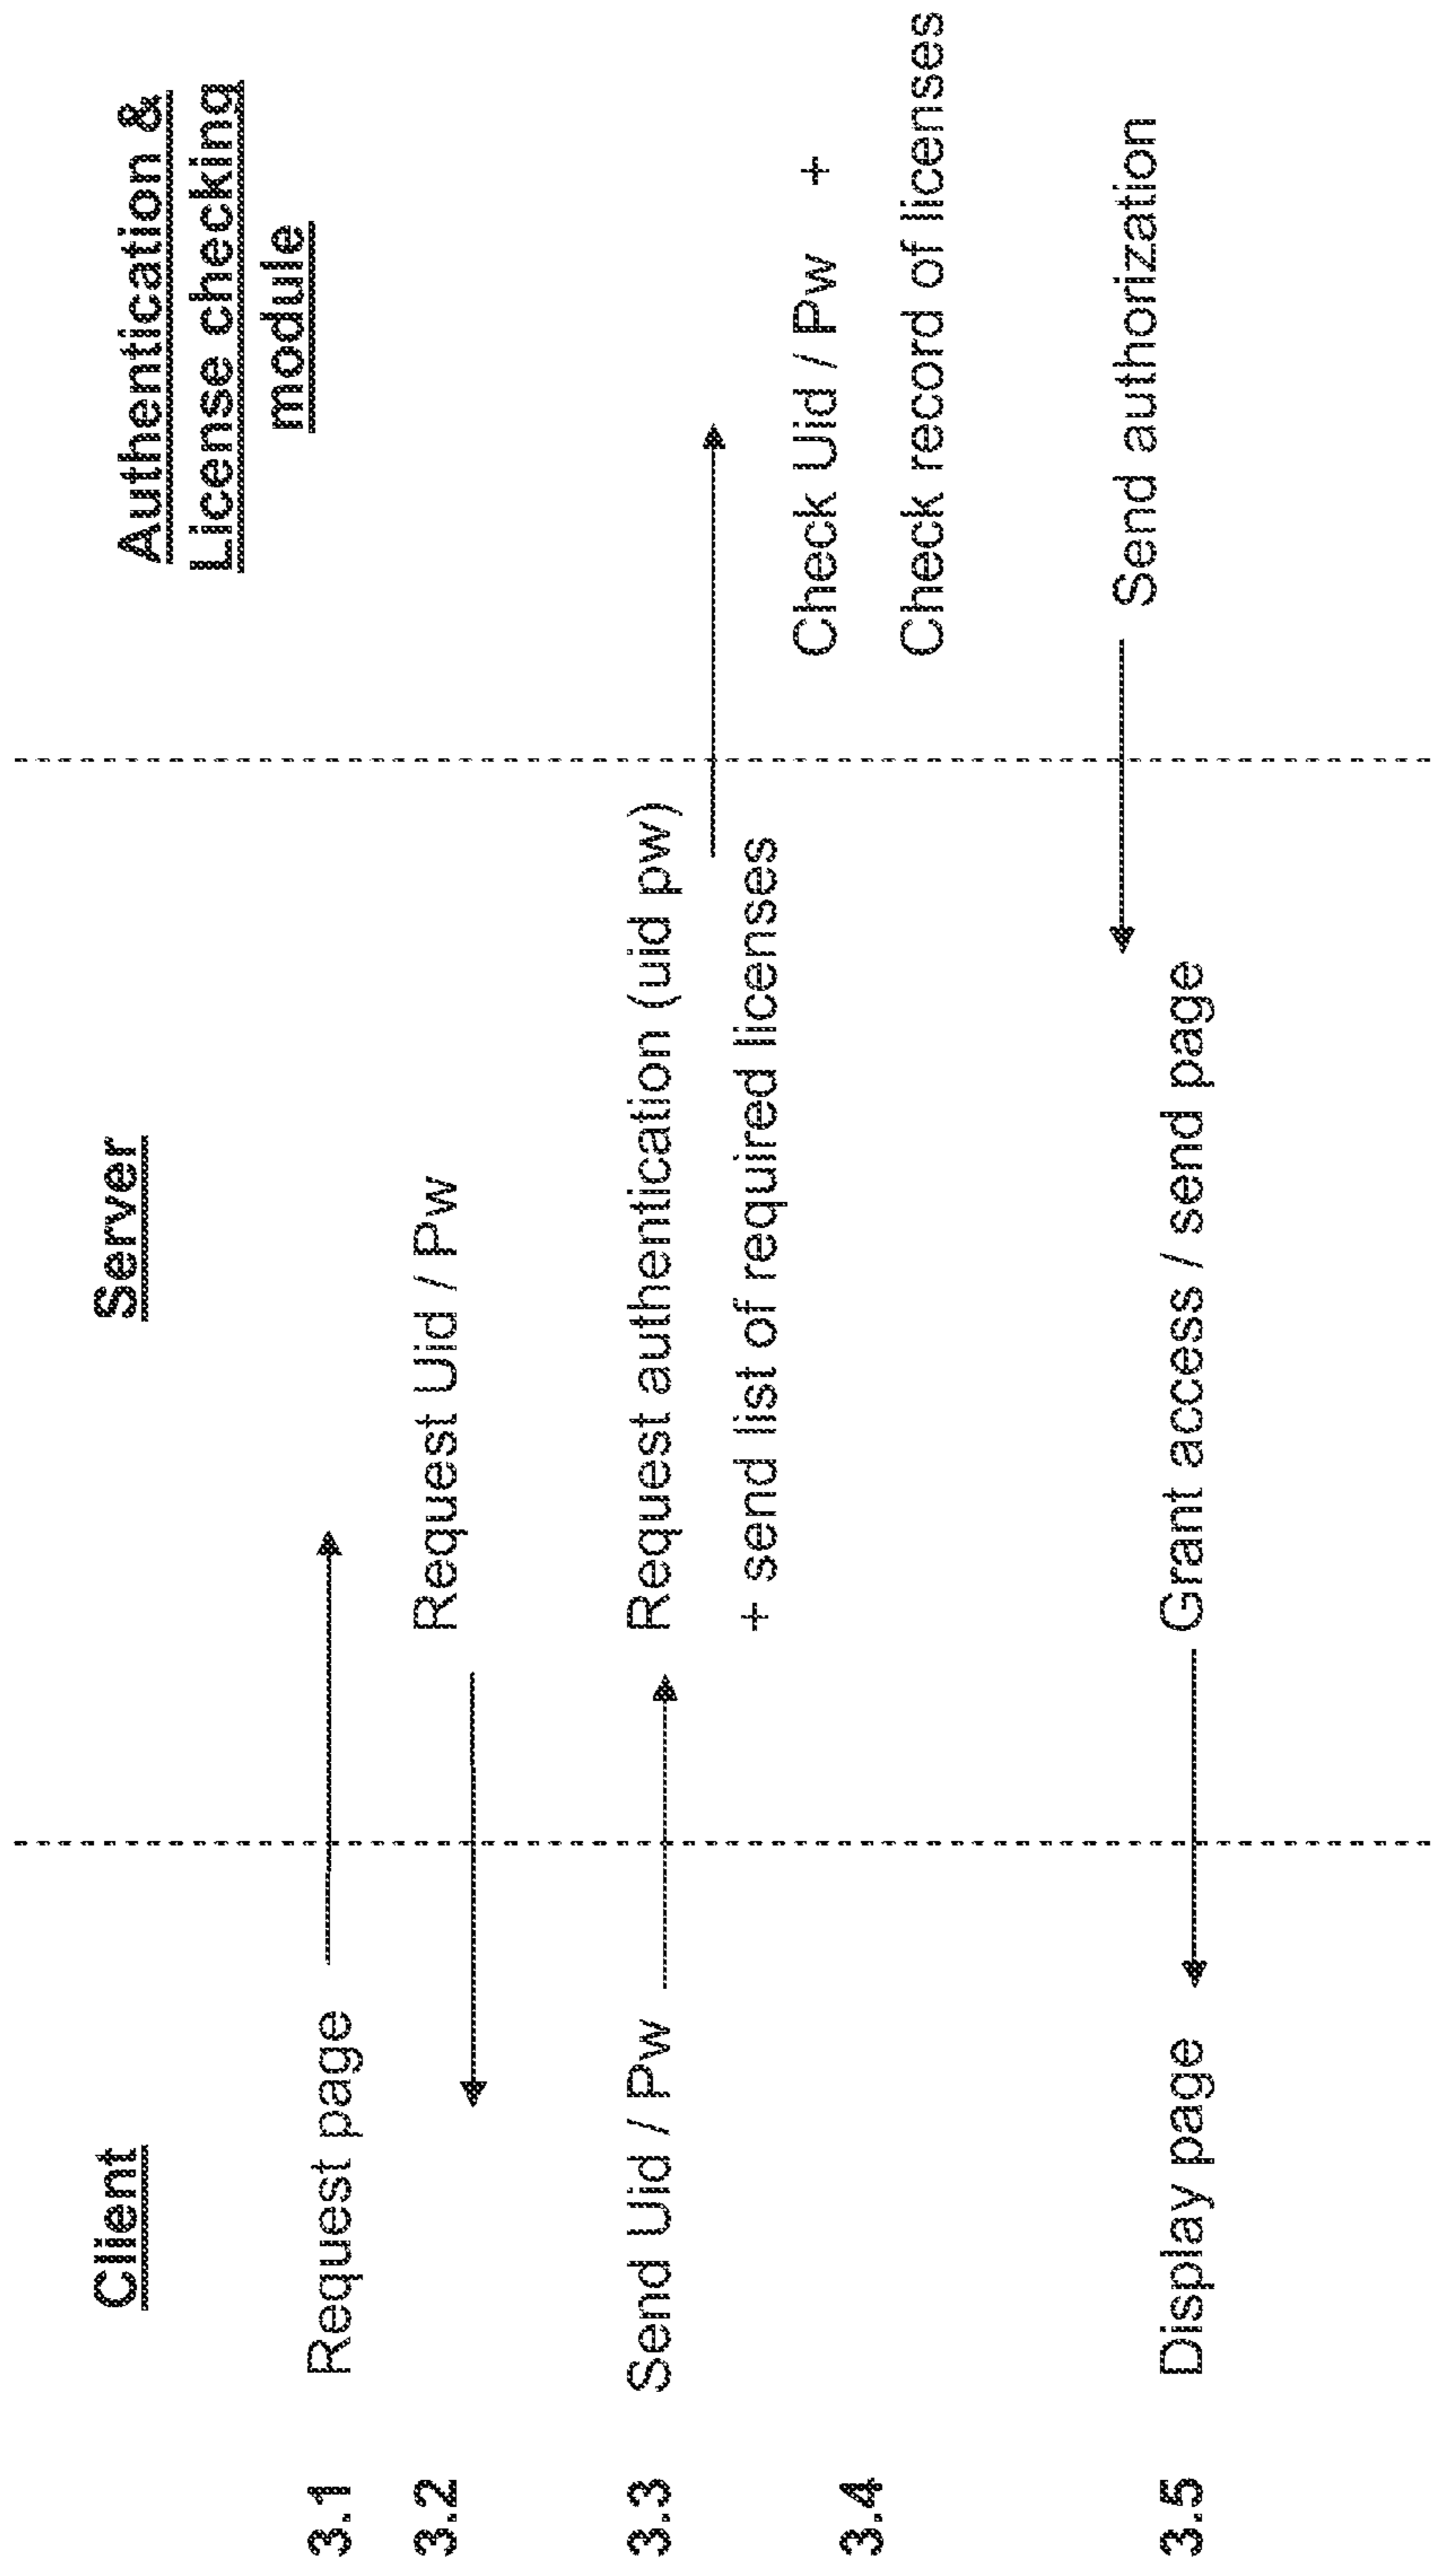 Client
Server
Authentication &
License checking
module
3.1
Request page
3.2
Request Uid / Pw
3.3
Send Uid / Pw
Request authentication (uid pw)
+ send list of required licenses
3.4
Check Uid / Pw +
Check record of licenses
3.5
Display page
Grant access / send page
Send authorization